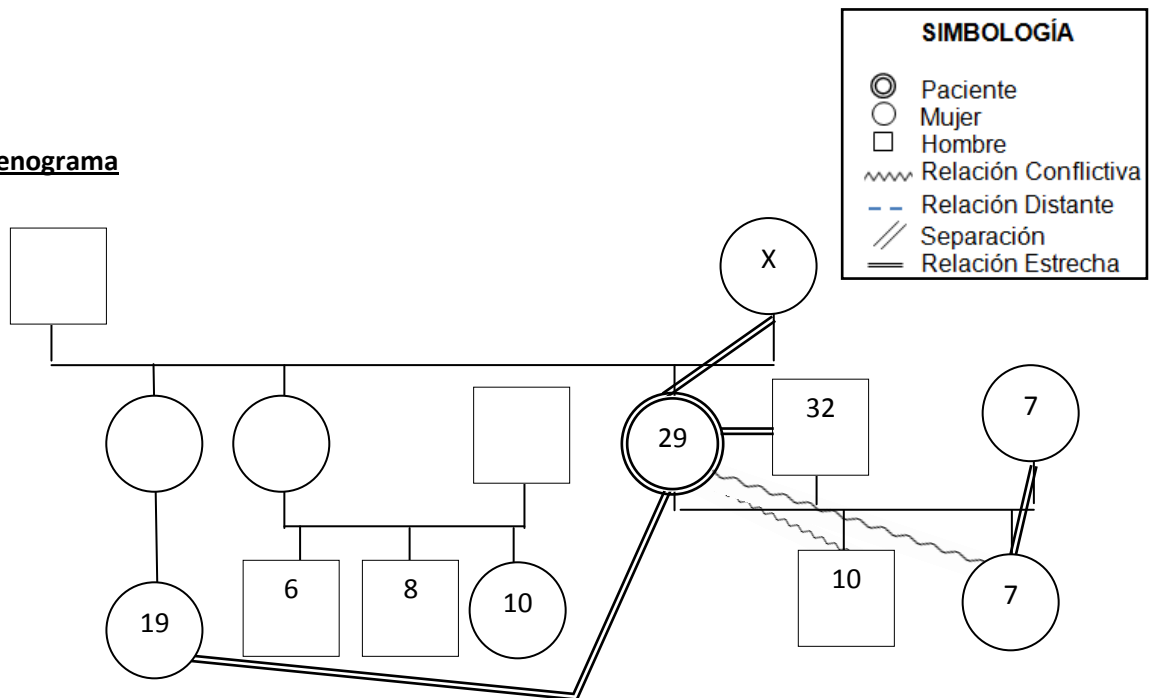 SIMBOLOGÍA
Paciente
Mujer
Hombre
Relación Conflictiva
Relación Distante
Separación
Relación Estrecha
enograma
X
29
32
7
6
8
10
10
7
19